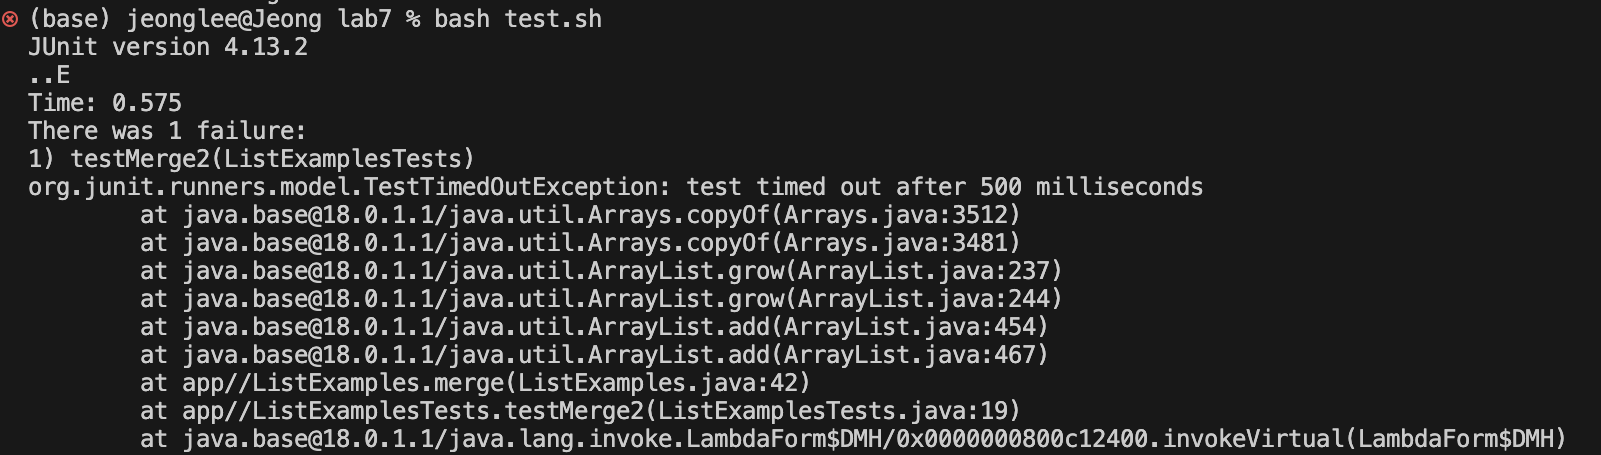 (base) jeonglee@Jeong lab7 % bash test.sh
JUnit version 4.13.2
..E
Time: 0.575
There was 1 failure:
1) testMerge2(ListExamplesTests)
org.junit.runners.model.TestTimedOutException: test timed out after 500 milliseconds
        at java.base@18.0.1.1/java.util.Arrays.copyOf(Arrays.java:3512)
        at java.base@18.0.1.1/java.util.Arrays.copyOf(Arrays.java:3481)
        at java.base@18.0.1.1/java.util.ArrayList.grow(ArrayList.java:237)
        at java.base@18.0.1.1/java.util.ArrayList.grow(ArrayList.java:244)
        at java.base@18.0.1.1/java.util.ArrayList.add(ArrayList.java:454)
        at java.base@18.0.1.1/java.util.ArrayList.add(ArrayList.java:467)
        at app//ListExamples.merge(ListExamples.java:42)
        at app//ListExamplesTests.testMerge2(ListExamplesTests.java:19)
        at java.base@18.0.1.1/java.lang.invoke.LambdaForm$DMH/0x0000000800c12400.invokeVirtual(LambdaForm$DMH)